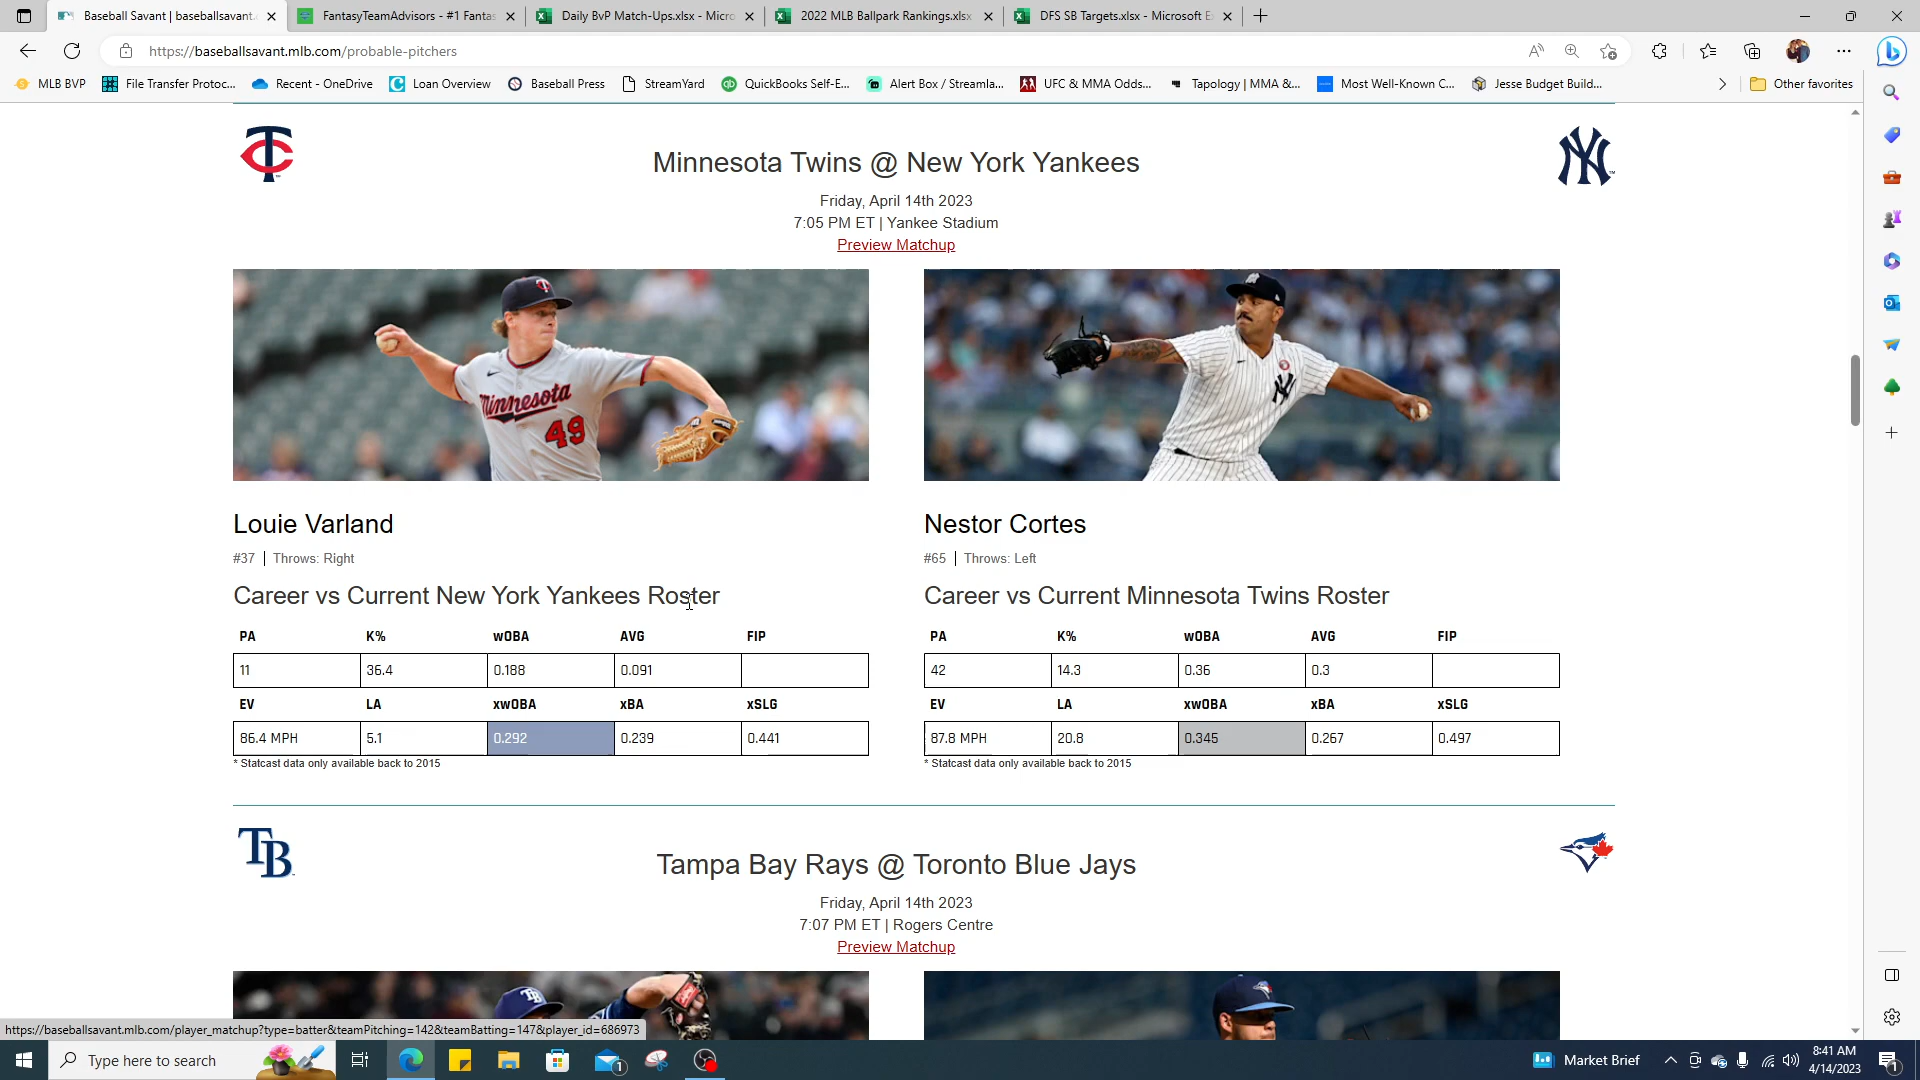 Baseball Savant | baseballsavant.
FantasyTeamAdvisors - #1 Fantas
Daily BvP Match-Ups.xlsx - Micro
2022 MLB Ballpark Rankings.xlsx
DFS SB Targets.xlsx - Microsoft E
https://baseballsavant.mlb.com/probable-pitchers
MLB BVP
File Transfer Protoc...
Recent - OneDrive
Loan Overview
Baseball Press
StreamYard
QuickBooks Self-E...
Alert Box / Streamla...
UFC & MMA Odds...
Tapology | MMA &...
Most Well-Known C...
Jesse Budget Build...
Other favorites
Minnesota Twins @ New York Yankees
Friday, April 14th 2023
7:05 PM ET | Yankee Stadium
Preview Matchup
Minnesota
49
Louie Varland
#37 | Throws: Right
Career vs Current New York Yankees Roster
PA K% wOBA AVG FIP
11 36.4 0.188 0.091
EV LA xwOBA xBA xSLG
86.4 MPH 5.1 0.292 0.239 0.441
* Statcast data only available back to 2015
Nestor Cortes
#65 | Throws: Left
Career vs Current Minnesota Twins Roster
PA K% wOBA AVG FIP
42 14.3 0.36 0.3
EV LA xwOBA xBA xSLG
87.8 MPH 20.8 0.345 0.267 0.497
* Statcast data only available back to 2015
TB
Tampa Bay Rays @ Toronto Blue Jays
Friday, April 14th 2023
7:07 PM ET | Rogers Centre
Preview Matchup
https://baseballsavant.mlb.com/player_matchup?type=batter&teamPitching=142&teamBatting=147&player_id=686973
Type here to search
1
Market Brief
8:41 AM
4/14/2023
1